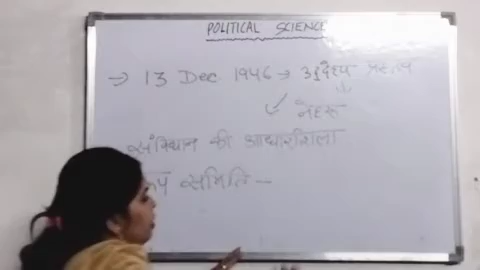 POLITICAL SCIENCE
→ 13 Dec 1946 → उद्देश्य प्रस्ताव
✓ नेहरू
संविधान की आधारशिला
समिति –